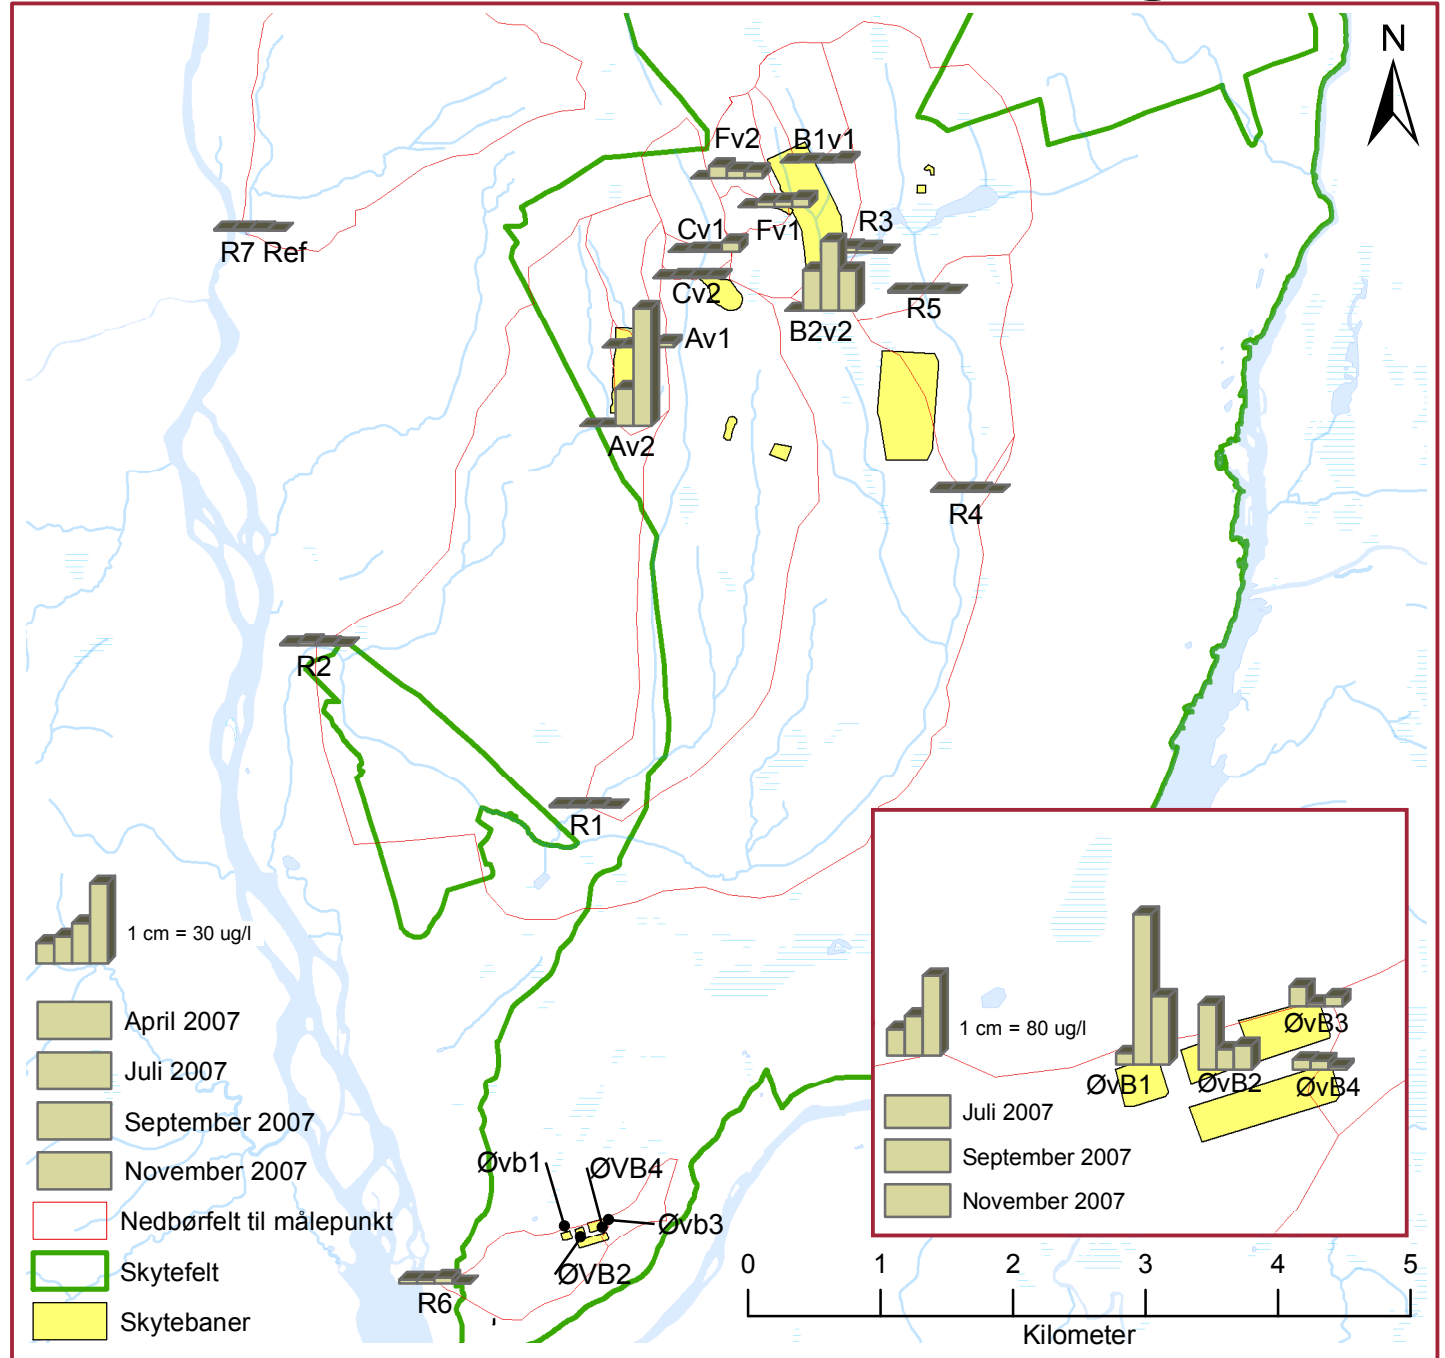 N
Fv2
B1v1
R7 Ref
Cv1
Fv1
R3
Cv2
R5
B2v2
Av1
Av2
R4
R2
R1
1 cm = 30 ug/l
April 2007
Juli 2007
September 2007
November 2007
Nedbørfelt til målepunkt
Skytefelt
Skytebaner
1 cm = 80 ug/l
ØvB3
ØvB1
ØvB2
ØvB4
Juli 2007
September 2007
November 2007
Øvb1
ØVB4
Øvb3
ØVB2
R6
0 1 2 3 4 5
Kilometer